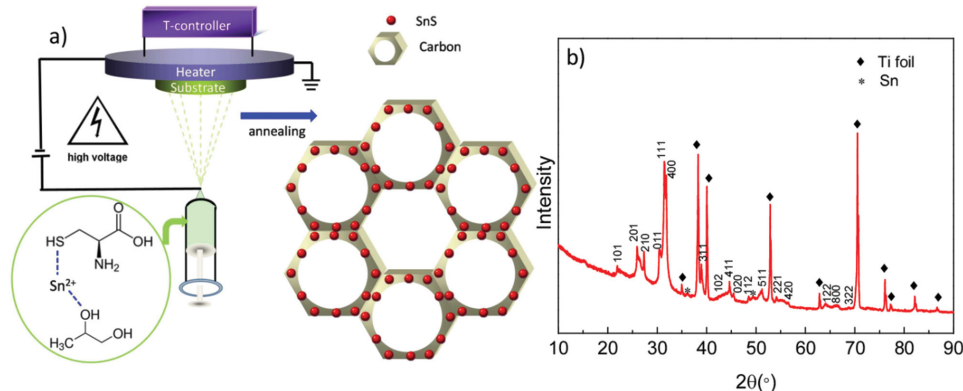 a)
T-controller
Heater
Substrate
high voltage
annealing
SnS
Carbon
HS
O
OH
NH₂
Sn²⁺
OH
H₃C
OH
b)
Ti foil
* Sn
Intensity
101
201
210
011
111
400
311
102
411
020
112
*
511
221
420
122
800
322
*
10 20 30 40 50 60 70 80 90
2θ(°)